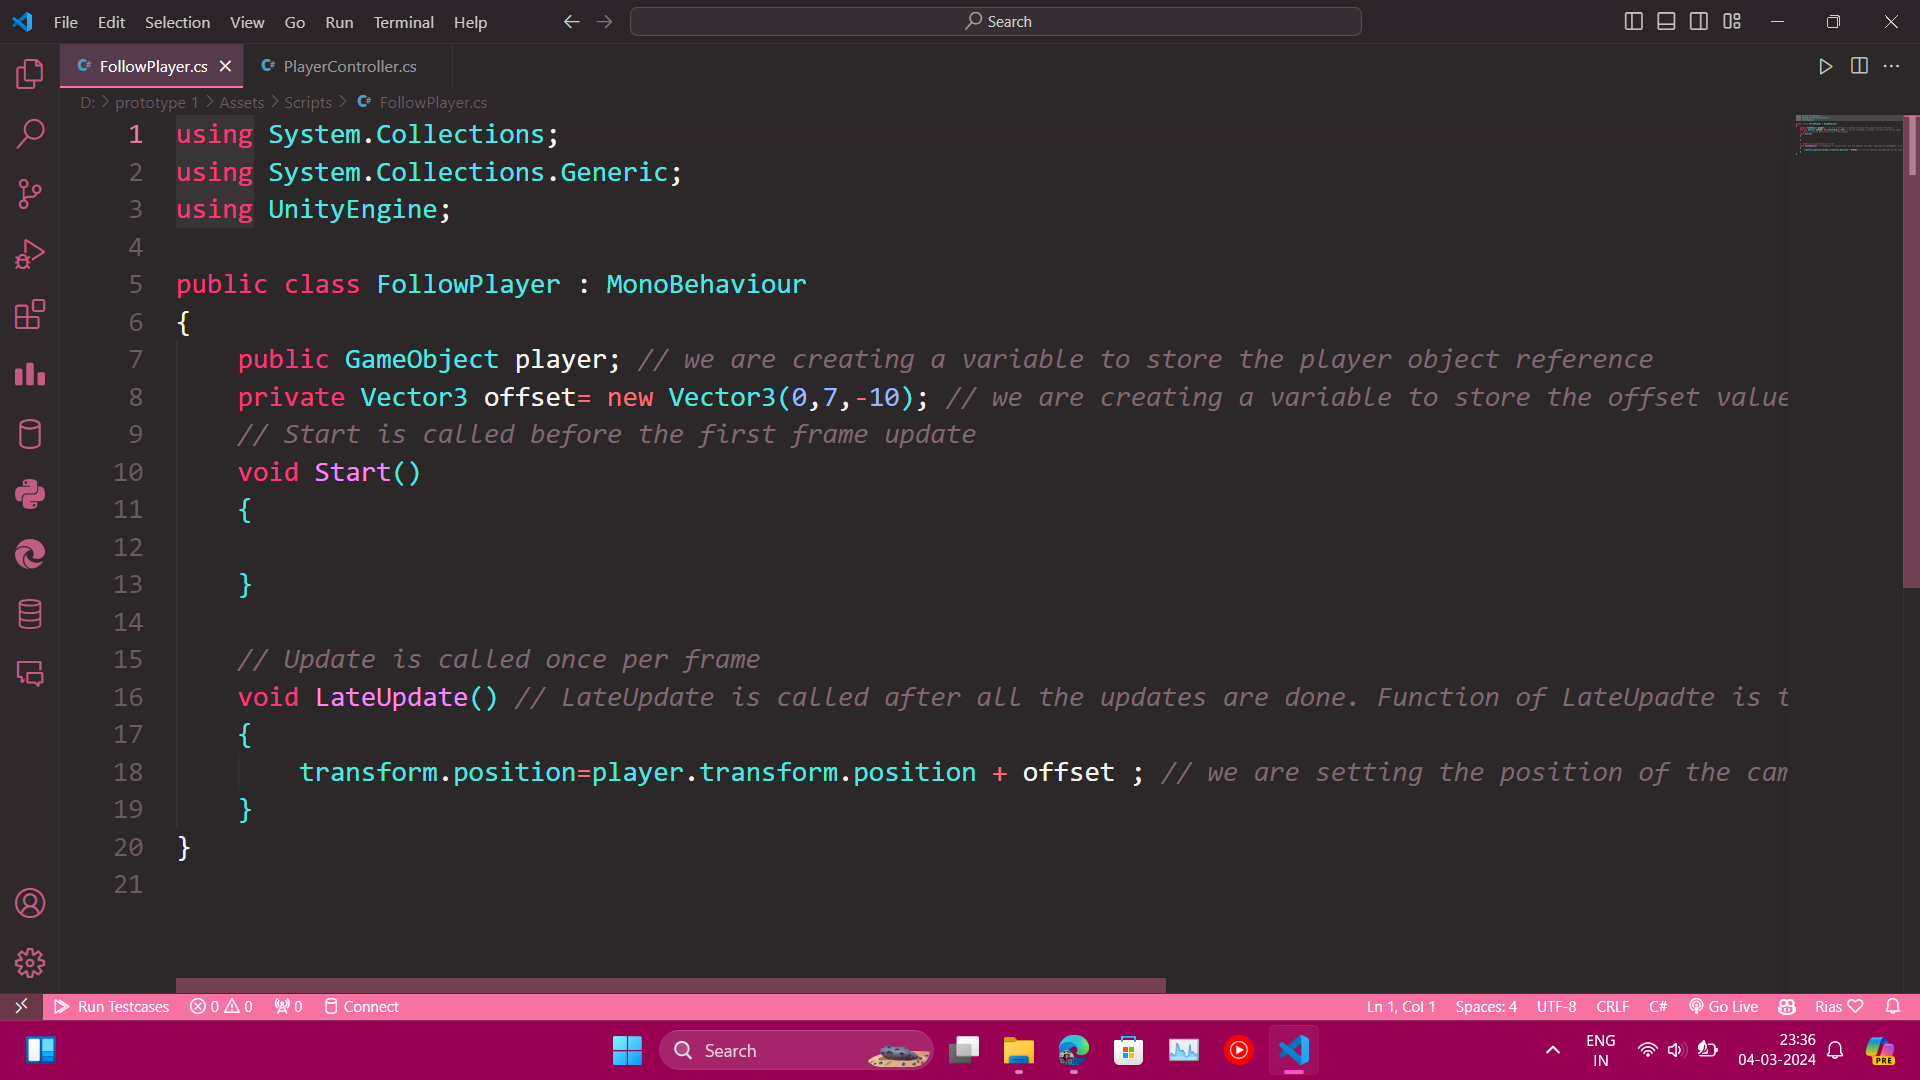 File Edit Selection View Go Run Terminal Help Search
FollowPlayer.cs PlayerController.cs
D: prototype 1 Assets Scripts FollowPlayer.cs
1 using System.Collections;
2 using System.Collections.Generic;
3 using UnityEngine;
4
5 public class FollowPlayer : MonoBehaviour
6 {
7 public GameObject player; // we are creating a variable to store the player object reference
8 private Vector3 offset= new Vector3(0,7,-10); // we are creating a variable to store the offset value
9 // Start is called before the first frame update
10 void Start()
11 {
12
13 }
14
15 // Update is called once per frame
16 void LateUpdate() // LateUpdate is called after all the updates are done. Function of LateUpadte is t
17 {
18 transform.position=player.transform.position + offset ; // we are setting the position of the cam
19 }
20 }
21
Run Testcases 0 0 0 Connect Ln 1, Col 1 Spaces: 4 UTF-8 CRLF C# Go Live Rias
Search ENG IN 23:36 04-03-2024 PRE